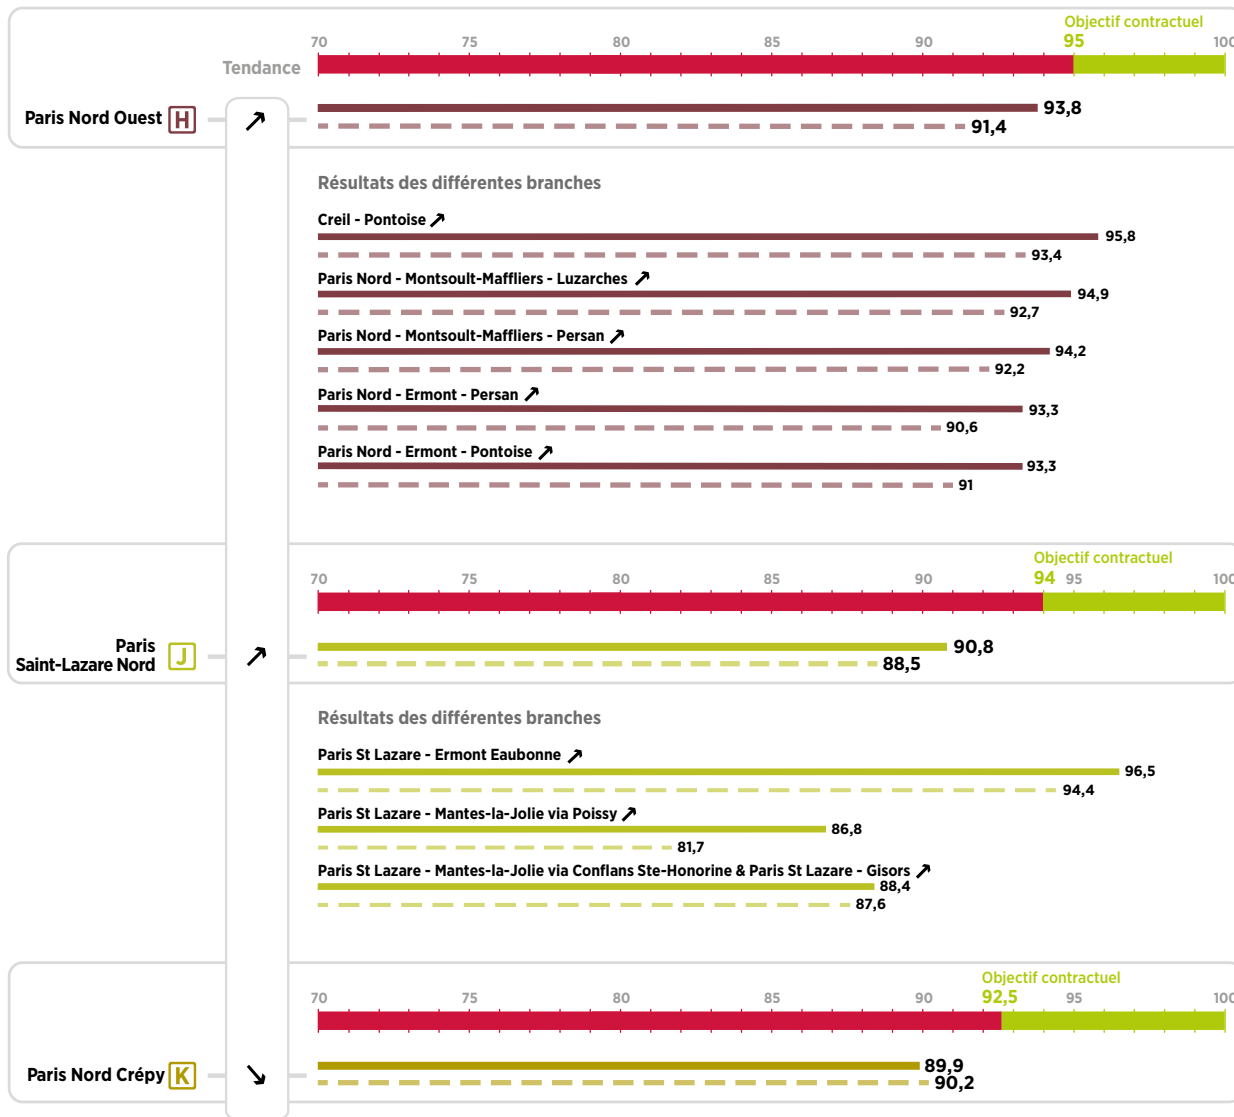 Objectif contractuel
70 75 80 85 90 95 100
Tendance
Paris Nord Ouest H
93,8
91,4
Résultats des différentes branches
Creil - Pontoise
95,8
93,4
Paris Nord - Montsoult-Maffliers - Luzarches
94,9
92,7
Paris Nord - Montsoult-Maffliers - Persan
94,2
92,2
Paris Nord - Ermont - Persan
93,3
90,6
Paris Nord - Ermont - Pontoise
93,3
91
Objectif contractuel
70 75 80 85 90 94 95 100
Paris
Saint-Lazare Nord J
90,8
88,5
Résultats des différentes branches
Paris St Lazare - Ermont Eaubonne
96,5
94,4
Paris St Lazare - Mantes-la-Jolie via Poissy
86,8
81,7
Paris St Lazare - Mantes-la-Jolie via Conflans Ste-Honorine & Paris St Lazare - Gisors
88,4
87,6
Objectif contractuel
70 75 80 85 90 92,5 95 100
Paris Nord Crépy K
89,9
90,2